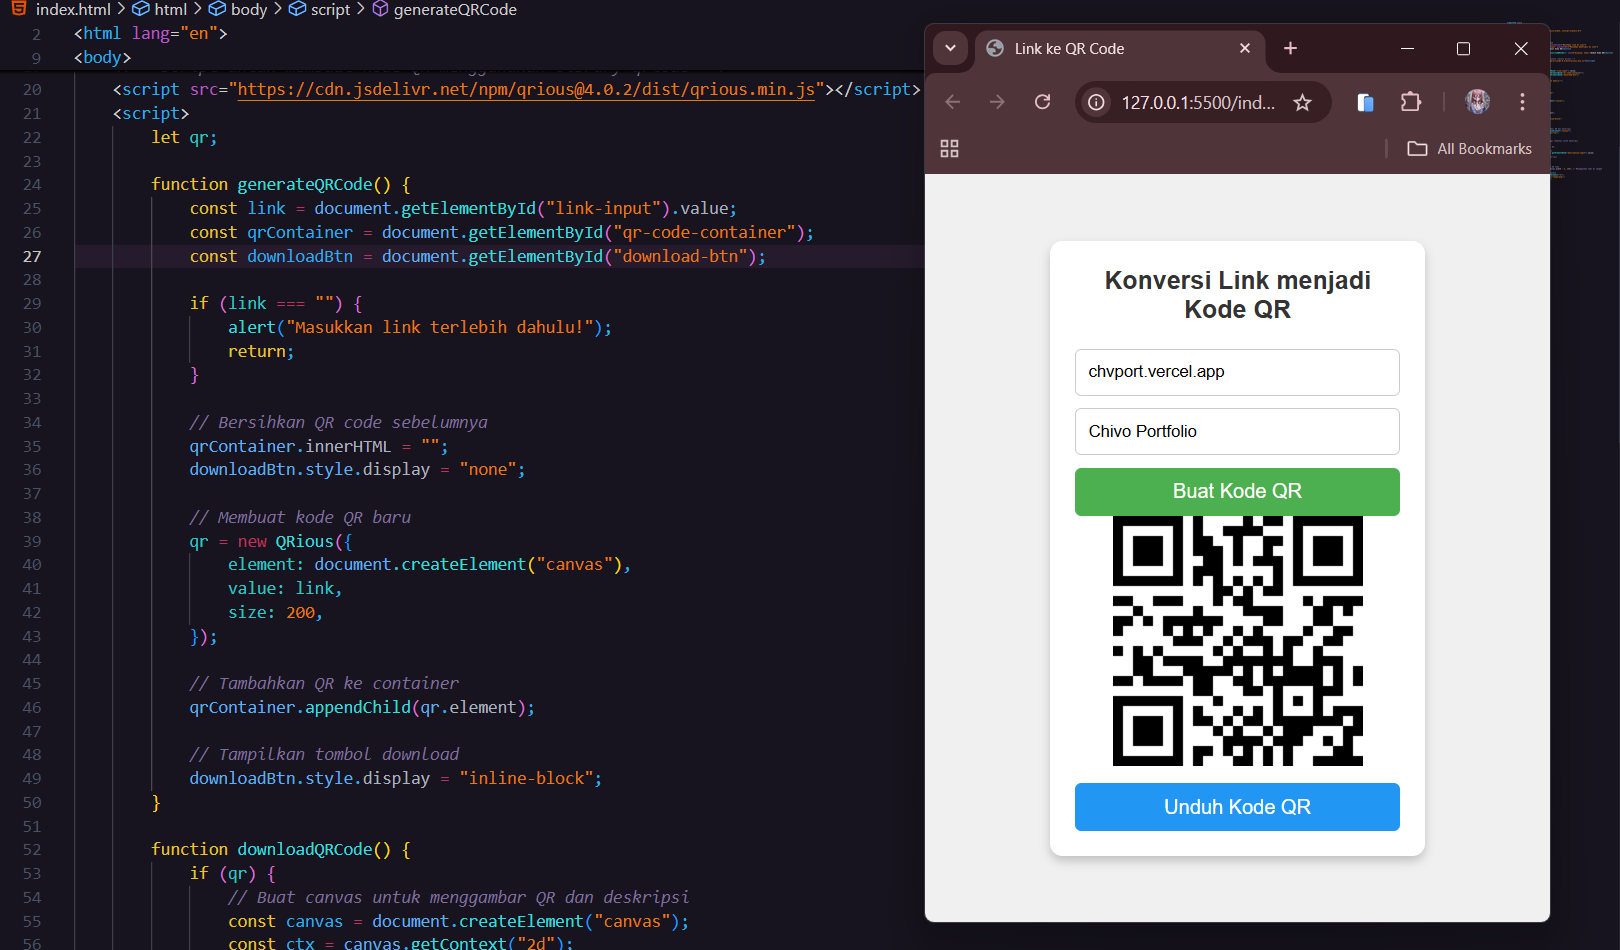 index.html > html > body > script > generateQRCode
2 <html lang="en">
9 <body>
20 <script src="https://cdn.jsdelivr.net/npm/qrious@4.0.2/dist/qrious.min.js"></script>
21 <script>
22 let qr;
23
24 function generateQRCode() {
25 const link = document.getElementById("link-input").value;
26 const qrContainer = document.getElementById("qr-code-container");
27 const downloadBtn = document.getElementById("download-btn");
28
29 if (link === "") {
30 alert("Masukkan link terlebih dahulu!");
31 return;
32 }
33
34 // Bersihkan QR code sebelumnya
35 qrContainer.innerHTML = "";
36 downloadBtn.style.display = "none";
37
38 // Membuat kode QR baru
39 qr = new QRious({
40 element: document.createElement("canvas"),
41 value: link,
42 size: 200,
43 });
44
45 // Tambahkan QR ke container
46 qrContainer.appendChild(qr.element);
47
48 // Tampilkan tombol download
49 downloadBtn.style.display = "inline-block";
50 }
51
52 function downloadQRCode() {
53 if (qr) {
54 // Buat canvas untuk menggambar QR dan deskripsi
55 const canvas = document.createElement("canvas");
56 const ctx = canvas.getContext("2d");
Link ke QR Code
127.0.0.1:5500/ind...
All Bookmarks
Konversi Link menjadi
Kode QR
chvport.vercel.app
Chivo Portfolio
Buat Kode QR
Unduh Kode QR